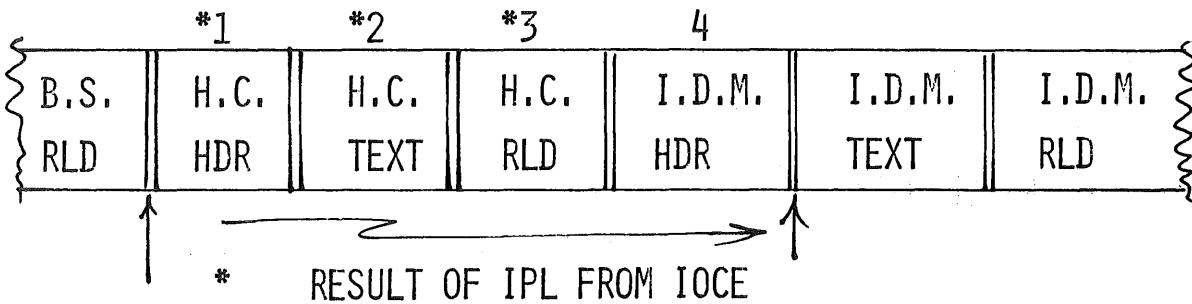 *1 *2 *3 4
B.S. H.C. H.C. H.C. I.D.M. I.D.M. I.D.M.
RLD HDR TEXT RLD HDR TEXT RLD
* RESULT OF IPL FROM IOCE